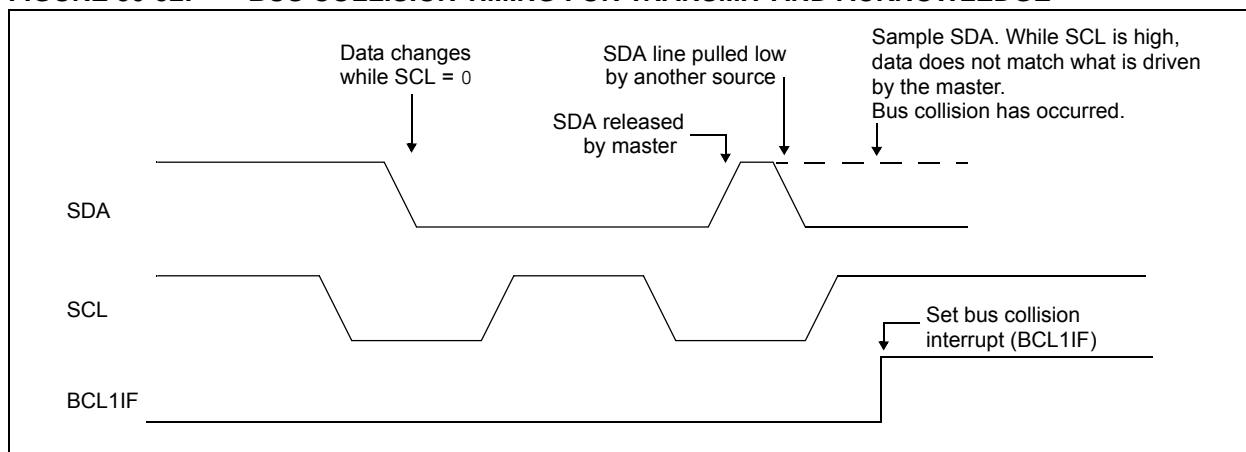 FIGURE BUS COLLISION TIMING FOR TRANSMIT AND ACKNOWLEDGE
Data changes
while SCL = 0
SDA line pulled low
by another source
SDA released
by master
Sample SDA. While SCL is high,
data does not match what is driven
by the master.
Bus collision has occurred.
SDA
SCL
Set bus collision
interrupt (BCL1IF)
BCL1IF